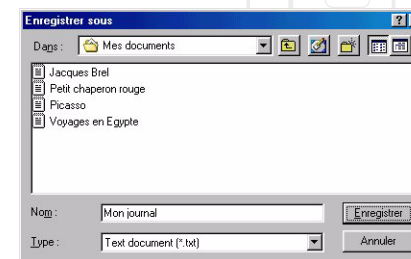 Enregistrer sous
Dans : Mes documents
Jacques Brel
Petit chaperon rouge
Picasso
Voyages en Egypte
Nom : Mon journal Enregistrer
Type : Text document (*.txt) Annuler